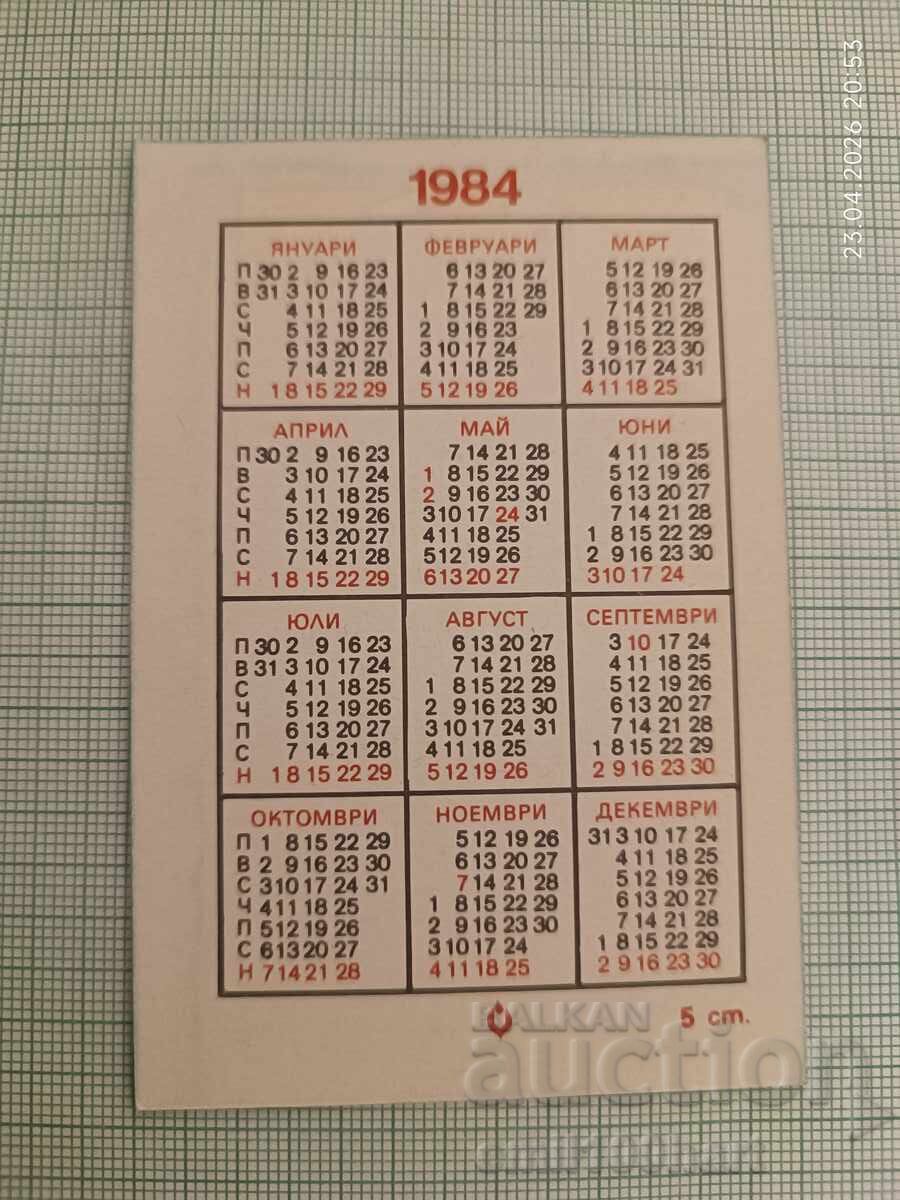 23.04.2026 20:53
1984
ЯНУАРИ
П 30 2 9 16 23
В 31 3 10 17 24
С 4 11 18 25
Ч 5 12 19 26
П 6 13 20 27
С 7 14 21 28
Н 1 8 15 22 29
ФЕВРУАРИ
6 13 20 27
7 14 21 28
1 8 15 22 29
2 9 16 23
3 10 17 24
4 11 18 25
5 12 19 26
МАРТ
5 12 19 26
6 13 20 27
7 14 21 28
1 8 15 22 29
2 9 16 23 30
3 10 17 24 31
4 11 18 25
АПРИЛ
П 30 2 9 16 23
В 3 10 17 24
С 4 11 18 25
Ч 5 12 19 26
П 6 13 20 27
С 7 14 21 28
Н 1 8 15 22 29
МАЙ
7 14 21 28
1 8 15 22 29
2 9 16 23 30
3 10 17 24 31
4 11 18 25
5 12 19 26
6 13 20 27
ЮНИ
4 11 18 25
5 12 19 26
6 13 20 27
7 14 21 28
1 8 15 22 29
2 9 16 23 30
3 10 17 24
ЮЛИ
П 30 2 9 16 23
В 31 3 10 17 24
С 4 11 18 25
Ч 5 12 19 26
П 6 13 20 27
С 7 14 21 28
Н 1 8 15 22 29
АВГУСТ
6 13 20 27
7 14 21 28
1 8 15 22 29
2 9 16 23 30
3 10 17 24 31
4 11 18 25
5 12 19 26
СЕПТЕМВРИ
3 10 17 24
4 11 18 25
5 12 19 26
6 13 20 27
7 14 21 28
1 8 15 22 29
2 9 16 23 30
ОКТОМВРИ
П 1 8 15 22 29
В 2 9 16 23 30
С 3 10 17 24 31
Ч 4 11 18 25
П 5 12 19 26
С 6 13 20 27
Н 7 14 21 28
НОЕМВРИ
5 12 19 26
6 13 20 27
7 14 21 28
1 8 15 22 29
2 9 16 23 30
3 10 17 24
4 11 18 25
ДЕКЕМВРИ
31 3 10 17 24
4 11 18 25
5 12 19 26
6 13 20 27
7 14 21 28
1 8 15 22 29
2 9 16 23 30
5 ст.
BALKAN
auction